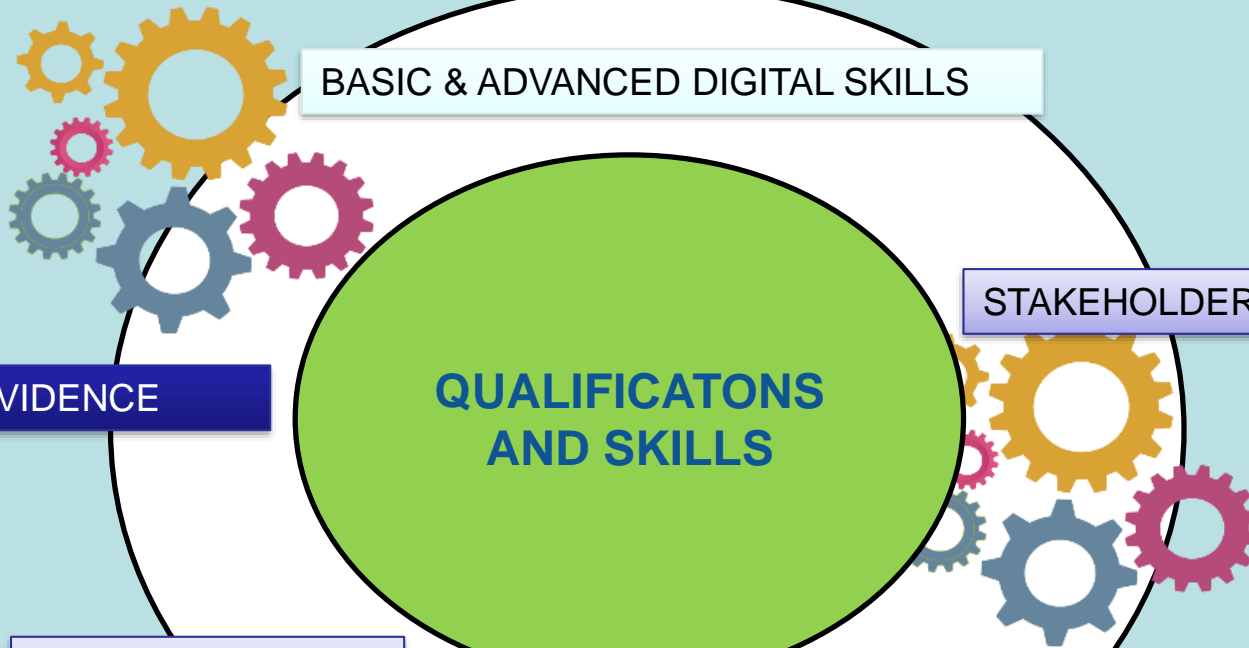 BASIC & ADVANCED DIGITAL SKILLS
STAKEHOLDER
VIDENCE
QUALIFICATONS
AND SKILLS